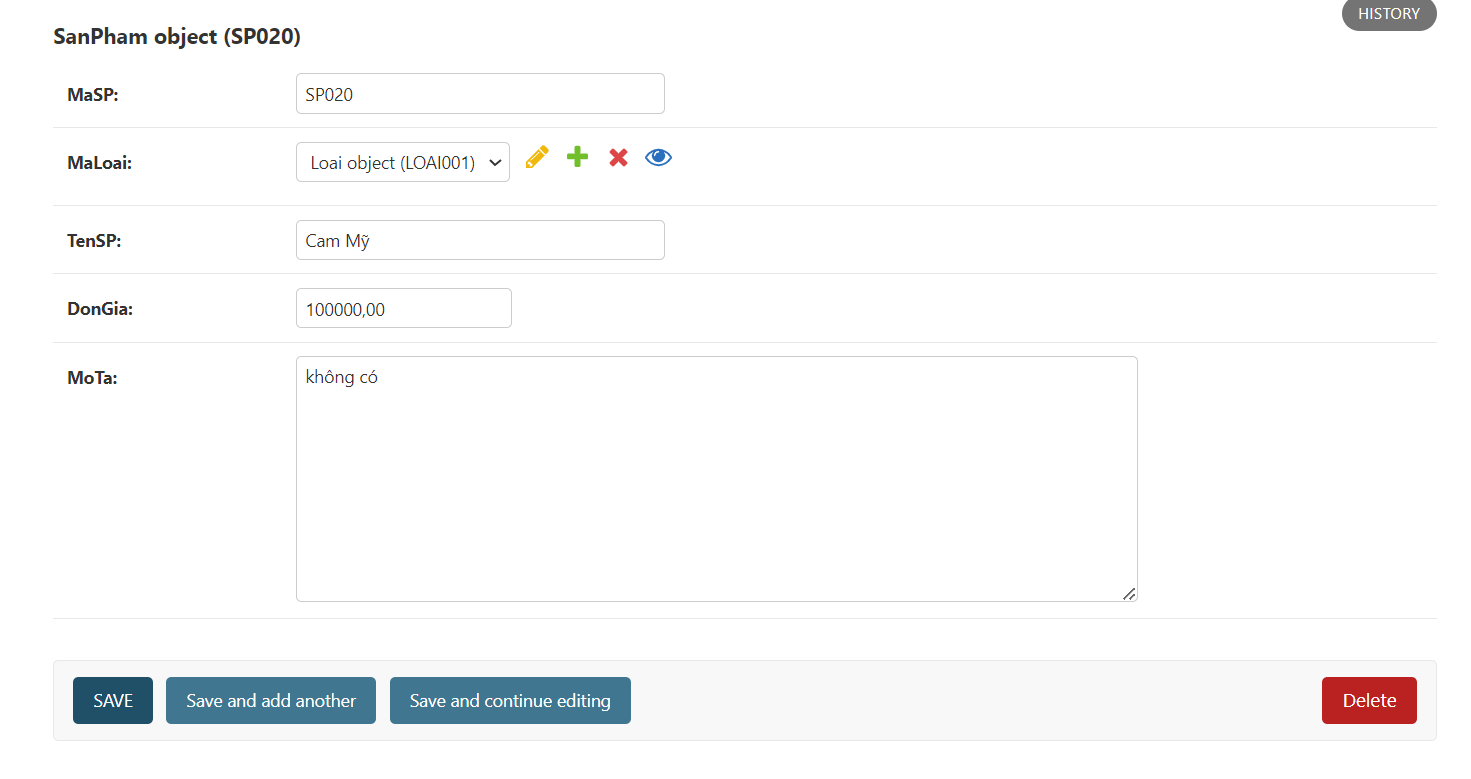 HISTORY
SanPham object (SP020)
MaSP: SP020
MaLoai: Loai object (LOAI001)
TenSP: Cam Mỹ
DonGia: 100000,00
MoTa: không có
SAVE Save and add another Save and continue editing Delete